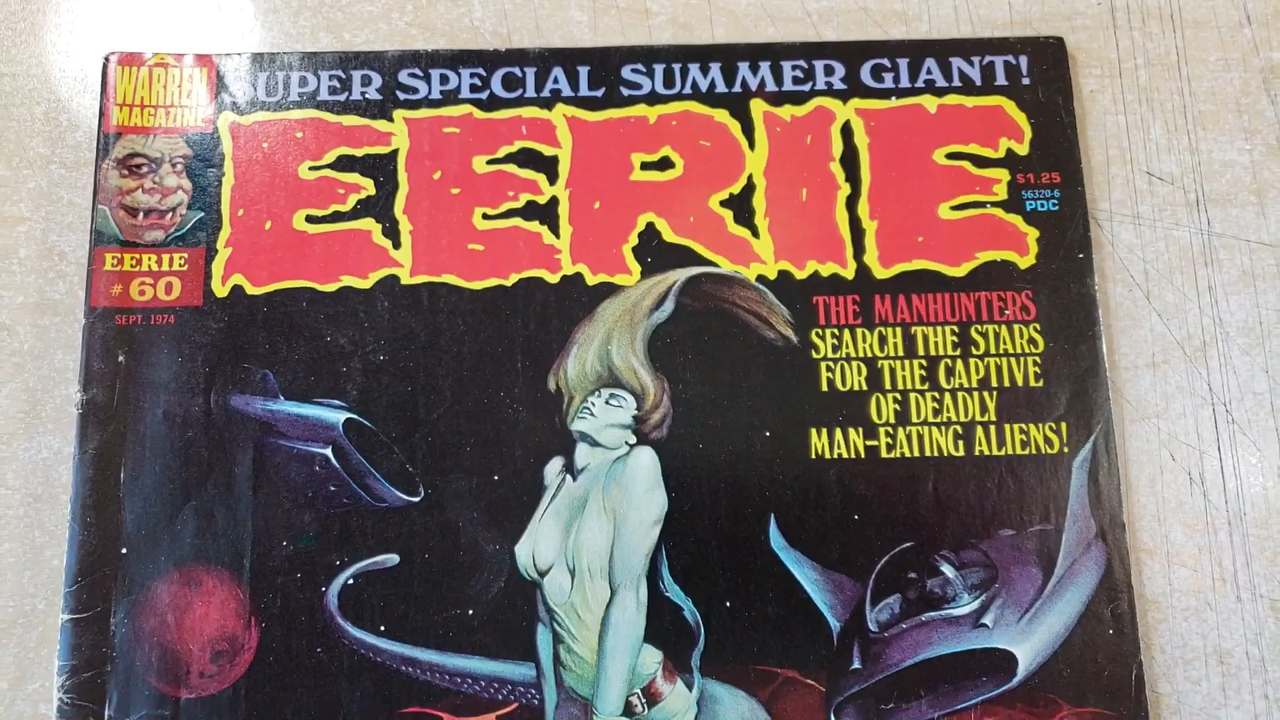 A
WARREN
MAGAZINE
SUPER SPECIAL SUMMER GIANT!
EERIE
$1.25
56320-6
PDC
EERIE
#60
SEPT. 1974
THE MANHUNTERS
SEARCH THE STARS
FOR THE CAPTIVE
OF DEADLY
MAN-EATING ALIENS!